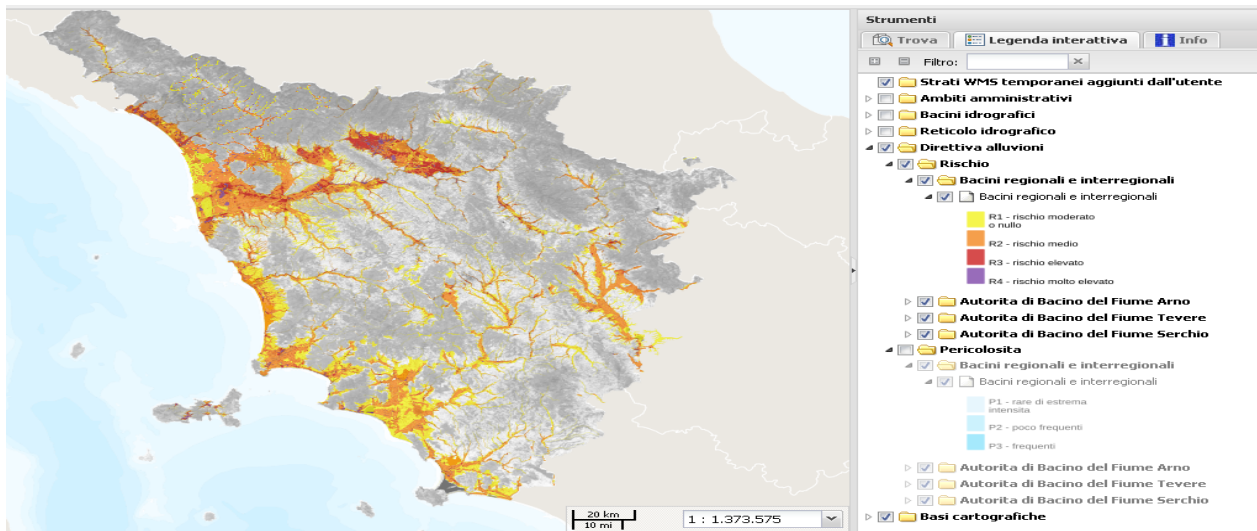 Strumenti
Trova
Legenda interattiva
Info
Filtro:
Strati WMS temporanei aggiunti dall'utente
Ambiti amministrativi
Bacini idrografici
Reticolo idrografico
Direttiva alluvioni
Rischio
Bacini regionali e interregionali
Bacini regionali e interregionali
R1 - rischio moderato
o nullo
R2 - rischio medio
R3 - rischio elevato
R4 - rischio molto elevato
Autorita di Bacino del Fiume Arno
Autorita di Bacino del Fiume Tevere
Autorita di Bacino del Fiume Serchio
Pericolosita
Bacini regionali e interregionali
Bacini regionali e interregionali
P1 - rare di estrema
intensita
P2 - poco frequenti
P3 - frequenti
Autorita di Bacino del Fiume Arno
Autorita di Bacino del Fiume Tevere
Autorita di Bacino del Fiume Serchio
Basi cartografiche
20 km
10 mi
1 : 1.373.575